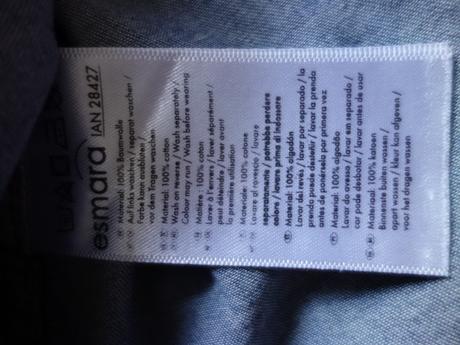 esmara IAN 28427
Material: 100% Baumwolle
Auf links waschen / separat waschen /
Farbe kann
vor dem Tragen waschen
Material: 100% cotton
Wash on reverse / Wash separately /
Colour may run / Wash before wearing
Matière : 100% coton
Laver à l'envers / laver séparément /
peut déteindre / laver avant
la première utilisation
Materiale: 100% cotone
Lavare al rovescio / lavare
separatamente / potrebbe perdere
colore / lavare prima di indossare
Material: 100% algodón
Lavar del revés / lavar por separado / la
prenda puede desteñir / lavar la prenda
antes de ponérsela por primera vez
Material: 100% algodão
Lavar do avesso / lavar em separado /
cor pode desbotar / lavar antes de usar
Materiaal: 100% katoen
Binnenste buiten wassen /
apart wassen / kleur kan afgeven /
voor het dragen wassen